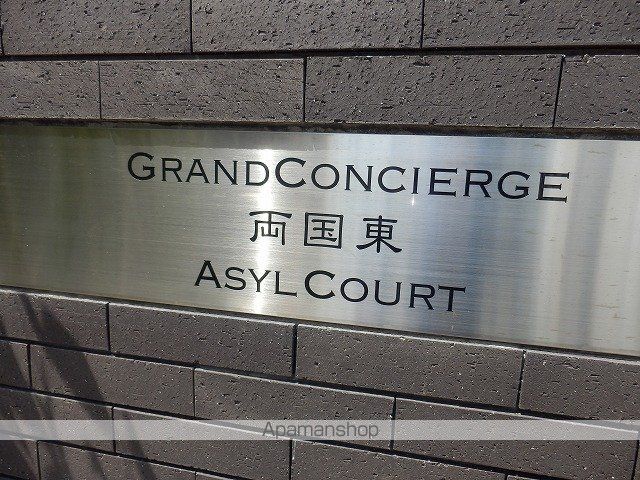 GRANDCONCIERGE
両国東
ASYLCOURT
Apamanshop